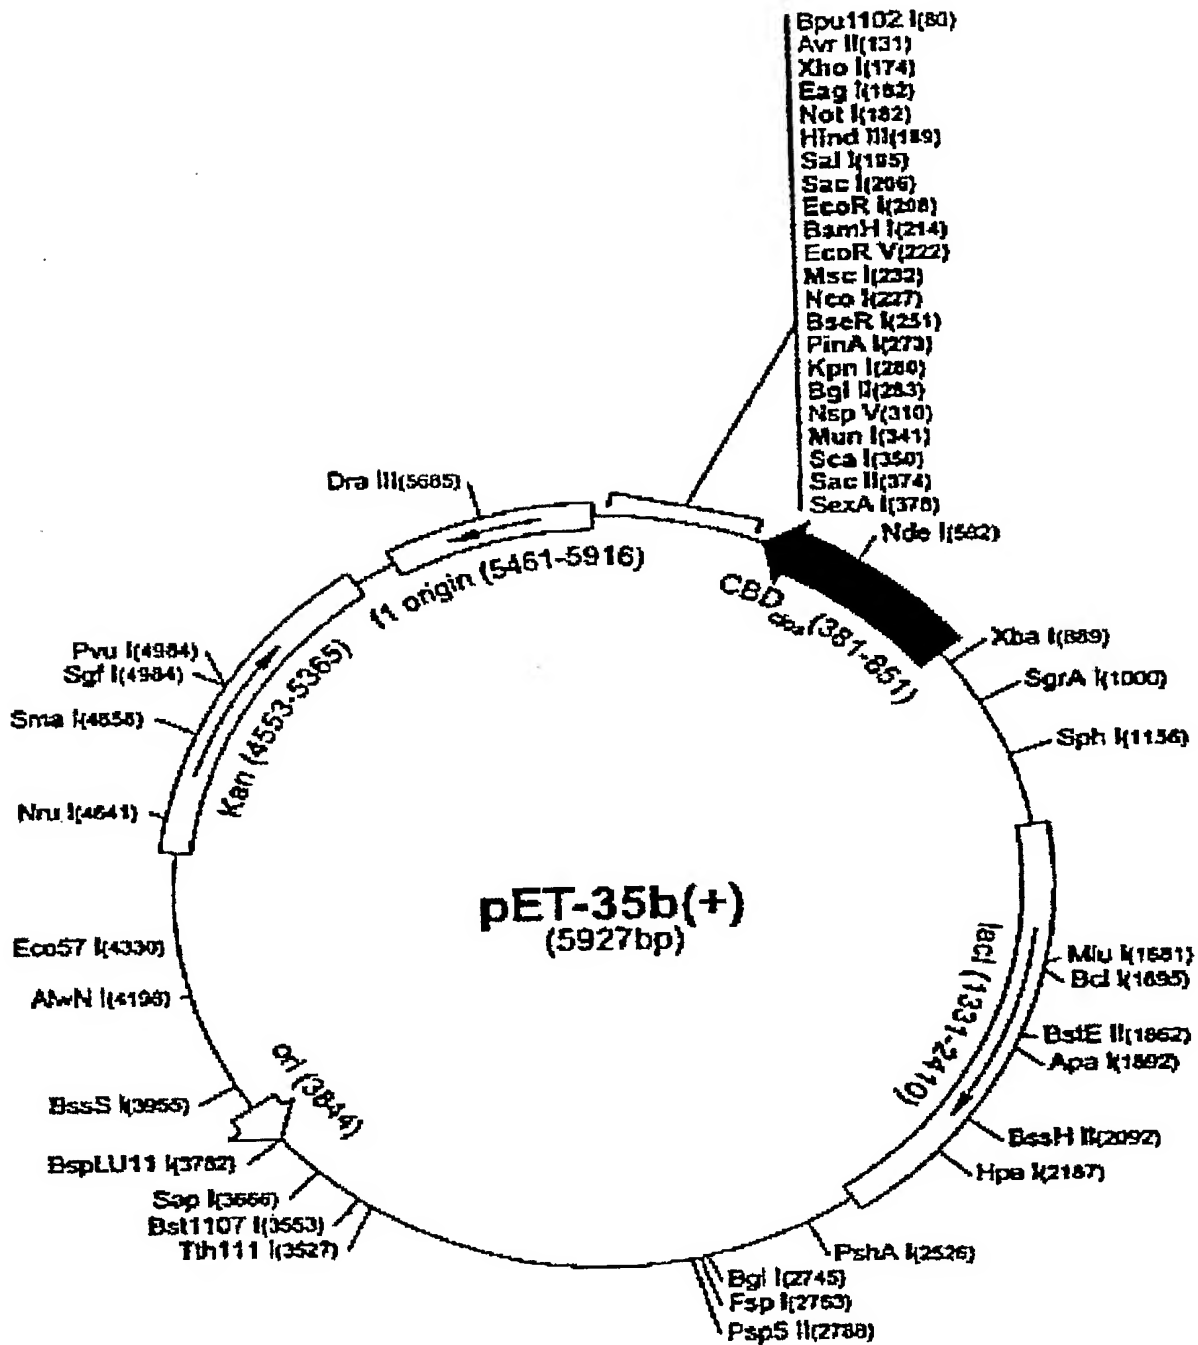 Bpu1102 I(80)
Avr II(131)
Xho I(174)
Eag I(182)
Not I(182)
Hind III(189)
Sal I(195)
Sac I(206)
EcoR I(208)
BamH I(214)
EcoR V(222)
Msc I(232)
Nco I(227)
BseR I(251)
PinA I(273)
Kpn I(280)
Bgl II(283)
Nsp V(310)
Mun I(341)
Sca I(350)
Sac II(374)
SexA I(378)
Dra III(5685)
Nde I(592)
f1 origin (5461-5916)
CBDclos(381-851)
Xba I(889)
SgrA I(1000)
Sph I(1156)
Pvu I(4984)
Sgf I(4984)
Sma I(4858)
Kan (4553-5365)
Nru I(4641)
pET-35b(+)
(5927bp)
lacI (1331-2410)
Mlu I(1681)
Bcl I(1695)
BstE II(1862)
Apa I(1892)
BssH II(2092)
Hpa I(2187)
Eco57 I(4330)
AlwN I(4198)
ori (3844)
BssS I(3955)
BspLU11 I(3782)
Sap I(3666)
Bst1107 I(3553)
Tth111 I(3527)
PshA I(2526)
Bgl I(2745)
Fsp I(2763)
Psp5 II(2788)